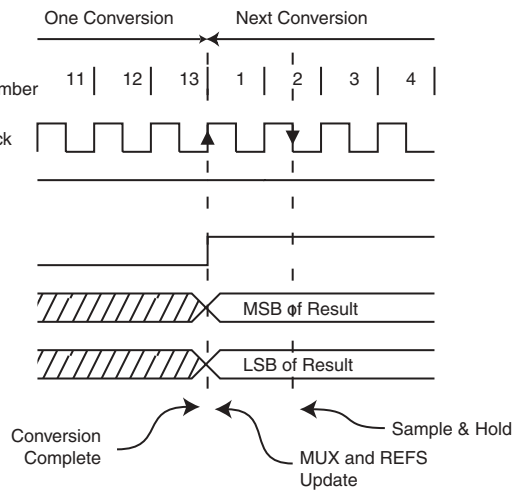 One Conversion Next Conversion
mber 11 12 13 1 2 3 4
ck
MSB of Result
LSB of Result
Sample & Hold
Conversion Complete
MUX and REFS Update